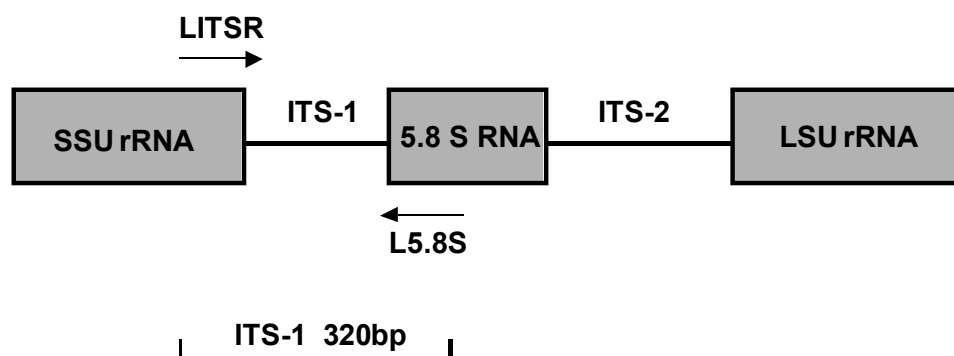 LITSR
ITS-1
ITS-2
SSU rRNA
5.8 S RNA
LSU rRNA
L5.8S
ITS-1 320bp